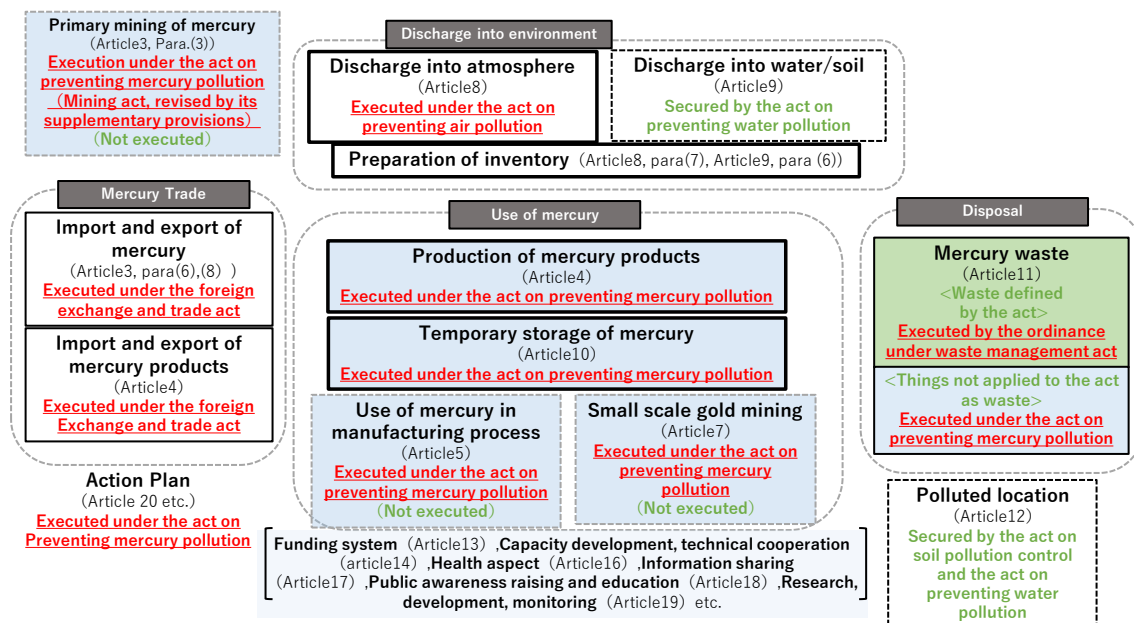 Primary mining of mercury
(Article3, Para.(3))
Execution under the act on
preventing mercury pollution
（Mining act, revised by its
supplementary provisions）
(Not executed)
Discharge into environment
Discharge into atmosphere
(Article8)
Executed under the act on
preventing air pollution
Discharge into water/soil
(Article9)
Secured by the act on
preventing water pollution
Preparation of inventory (Article8, para(7), Article9, para (6))
Mercury Trade
Import and export of
mercury
(Article3, para(6),(8) )
Executed under the foreign
exchange and trade act
Import and export of
mercury products
(Article4)
Executed under the foreign
Exchange and trade act
Action Plan
(Article 20 etc.)
Executed under the act on
Preventing mercury pollution
Use of mercury
Production of mercury products
(Article4)
Executed under the act on preventing mercury pollution
Temporary storage of mercury
(Article10)
Executed under the act on preventing mercury pollution
Use of mercury in
manufacturing process
(Article5)
Executed under the act on
preventing mercury pollution
(Not executed)
Small scale gold mining
(Article7)
Executed under the act on
preventing mercury
pollution
(Not executed)
Funding system (Article13) ,Capacity development, technical cooperation
(article14) ,Health aspect (Article16) ,Information sharing
(Article17) ,Public awareness raising and education (Article18) ,Research,
development, monitoring (Article19) etc.
Disposal
Mercury waste
(Article11)
<Waste defined
by the act>
Executed by the ordinance
under waste management act
<Things not applied to the act
as waste>
Executed under the act on
preventing mercury pollution
Polluted location
(Article12)
Secured by the act on
soil pollution control
and the act on
preventing water
pollution